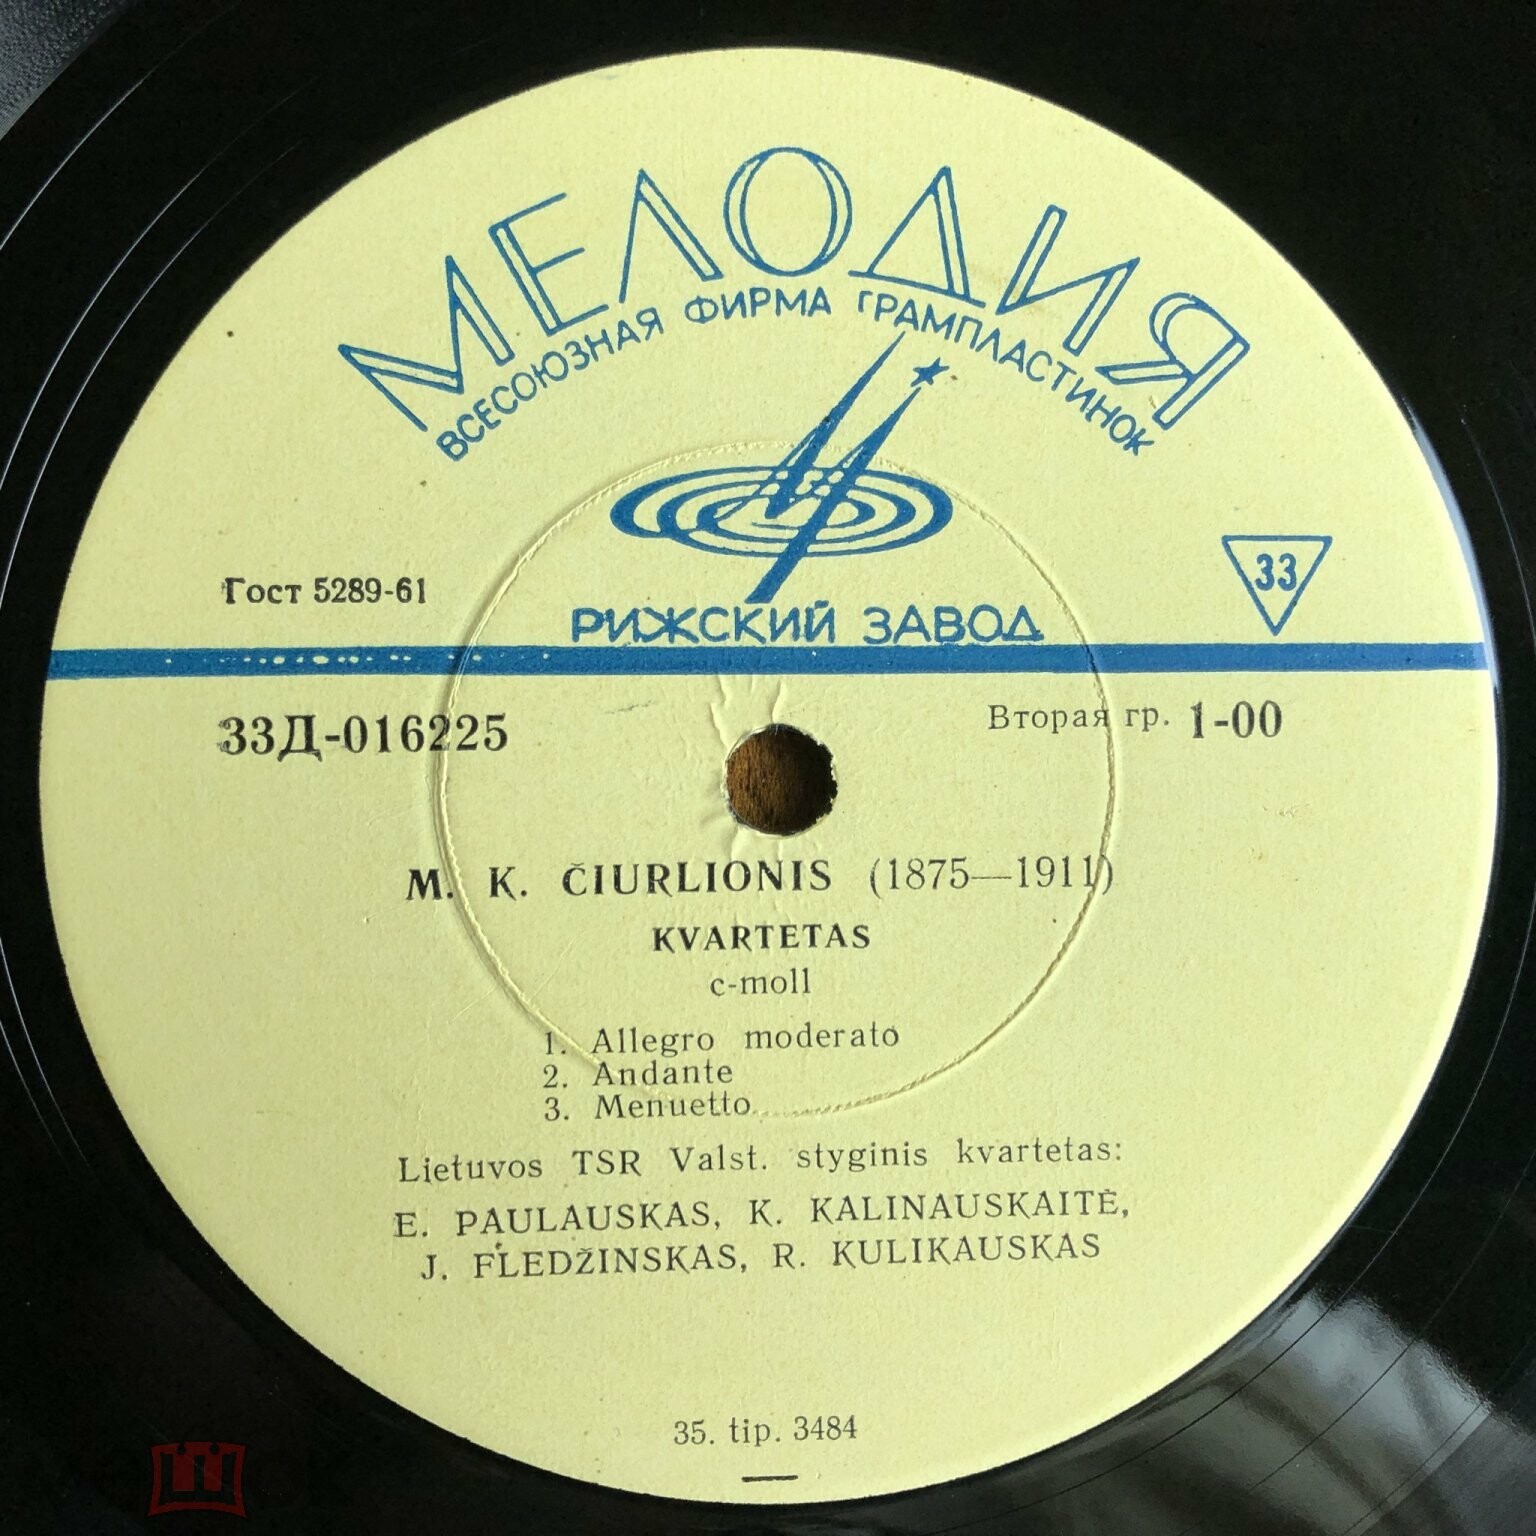 МЕЛОДИЯ
ВСЕСОЮЗНАЯ ФИРМА ГРАМПЛАСТИНОК
Гост 5289-61
33
РИЖСКИЙ ЗАВОД
33Д-016225
Вторая гр. 1-00
M. K. ČIURLIONIS (1875—1911)
KVARTETAS
c-moll
1. Allegro moderato
2. Andante
3. Menuetto
Lietuvos TSR Valst. styginis kvartetas:
E. PAULAUSKAS, K. KALINAUSKAITĖ,
J. FLEDŽINSKAS, R. KULIKAUSKAS
35. tip. 3484